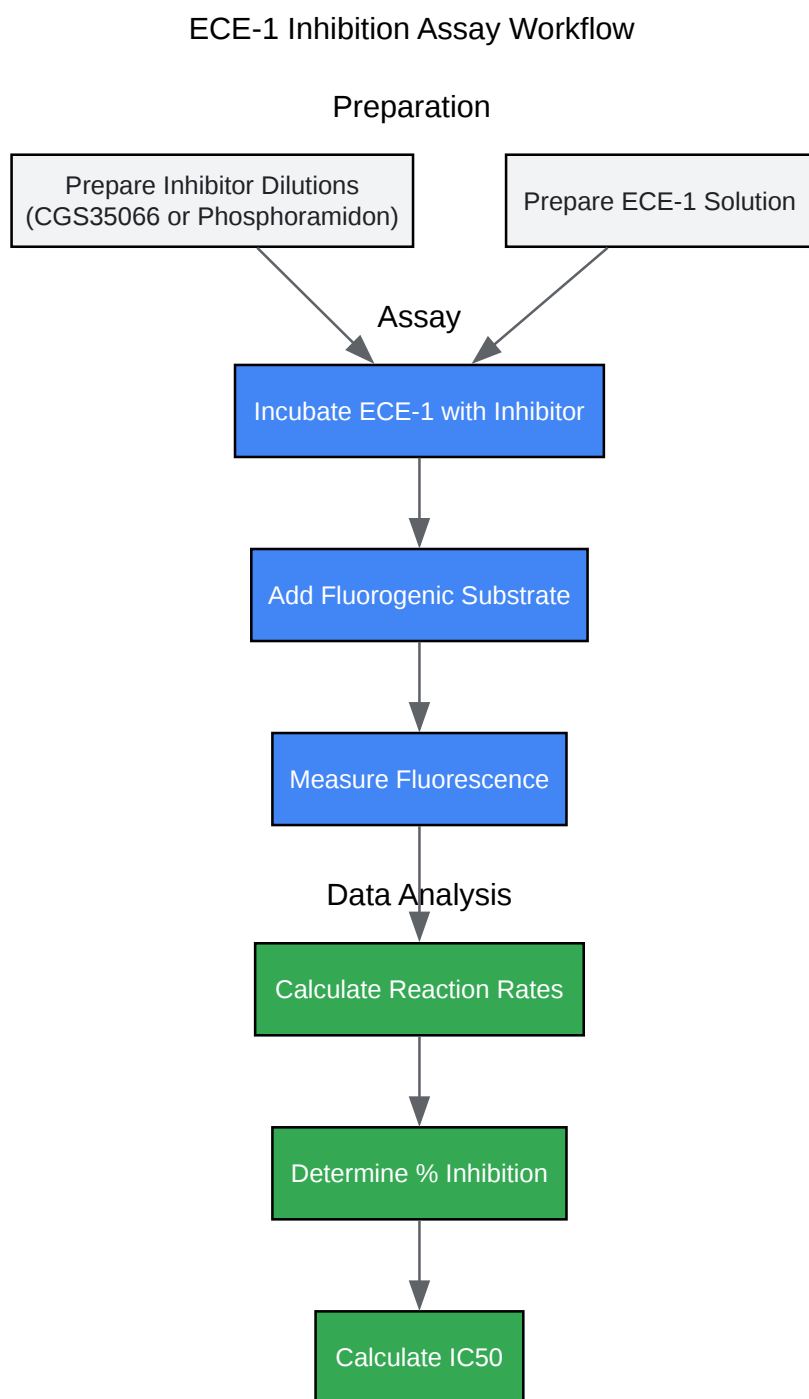 ECE-1 Inhibition Assay Workflow
Preparation
Prepare Inhibitor Dilutions
(CGS35066 or Phosphoramidon)
Prepare ECE-1 Solution
Assay
Incubate ECE-1 with Inhibitor
Add Fluorogenic Substrate
Measure Fluorescence
Data Analysis
Calculate Reaction Rates
Determine % Inhibition
Calculate IC50